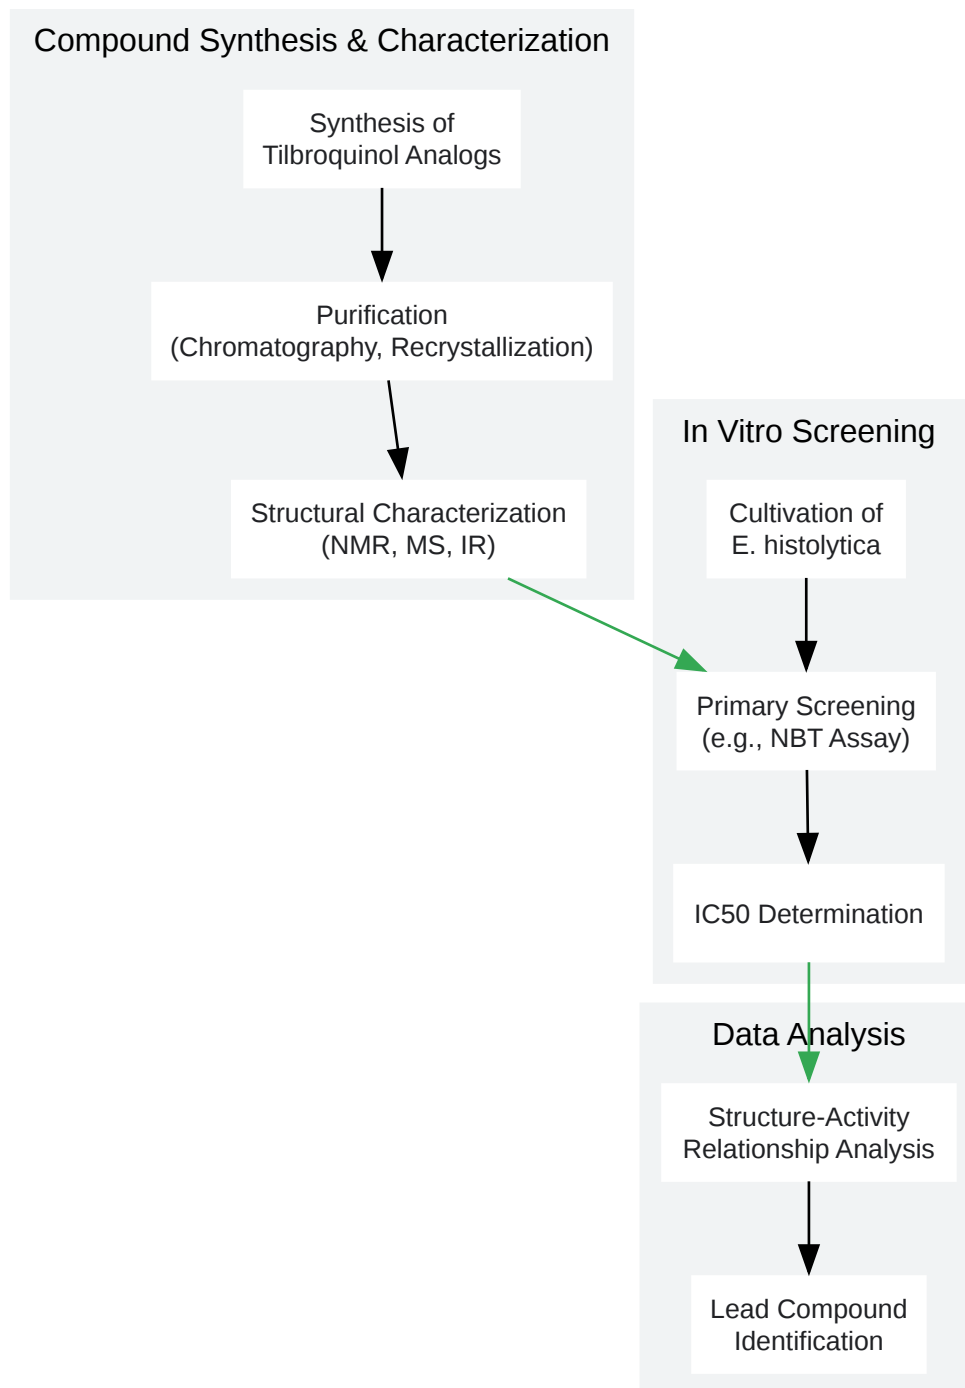 Compound Synthesis & Characterization
Synthesis of
Tilbroquinol Analogs
Purification
(Chromatography, Recrystallization)
Structural Characterization
(NMR, MS, IR)
In Vitro Screening
Cultivation of
E. histolytica
Primary Screening
(e.g., NBT Assay)
IC50 Determination
Data Analysis
Structure-Activity
Relationship Analysis
Lead Compound
Identification